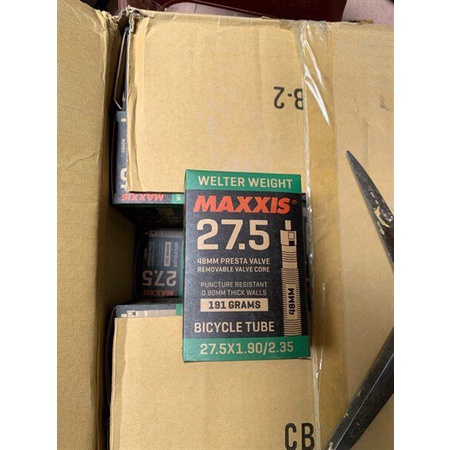 B-2
WELTER WEIGHT
MAXXIS®
27.5
48MM PRESTA VALVE
REMOVABLE VALVE CORE
PUNCTURE RESISTANT
0.80MM THICK WALLS
191 GRAMS
48MM
BICYCLE TUBE
27.5X1.90/2.35
27.5
MAXXIS
CB